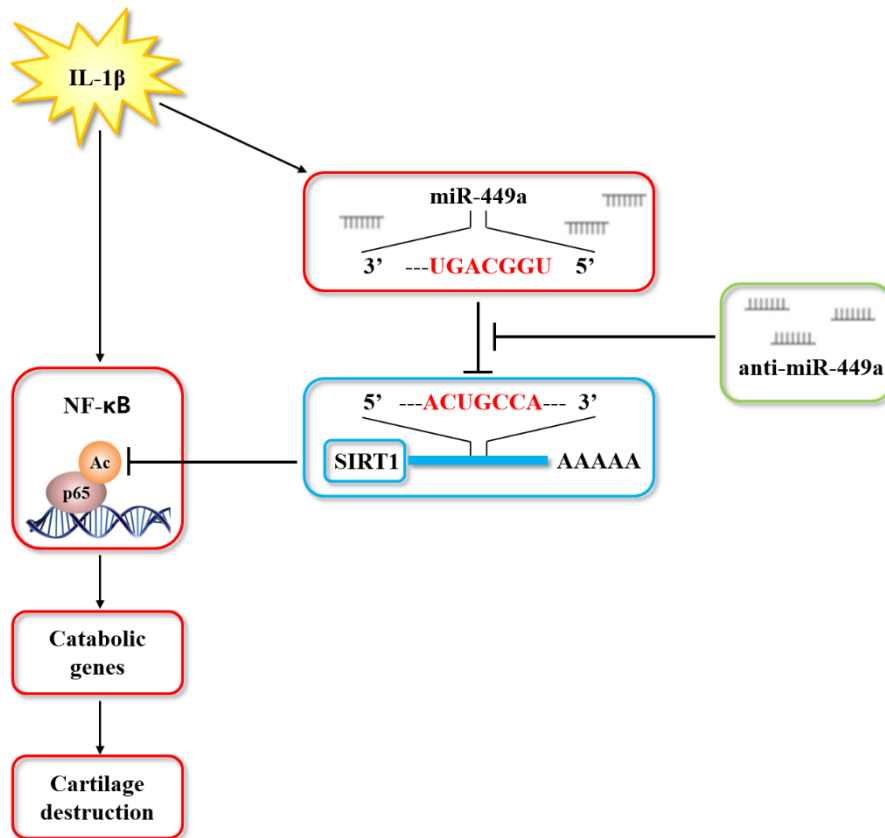 IL-1β
miR-449a
3’ ---UGACGGU 5’
anti-miR-449a
NF-κB
Ac
p65
5’ ---ACUGCCA--- 3’
SIRT1 AAAAA
Catabolic
genes
Cartilage
destruction